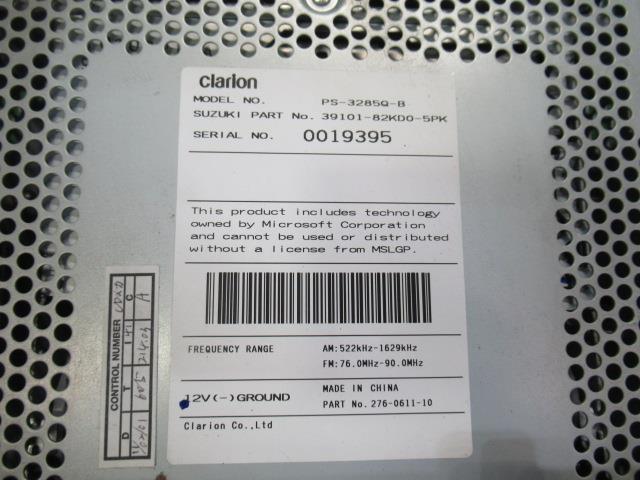 clarion
MODEL NO. PS-3285Q-B
SUZUKI PART No. 39101-82KD0-5PK
SERIAL NO. 0019395
This product includes technology
owned by Microsoft Corporation
and cannot be used or distributed
without a license from MSLGP.
FREQUENCY RANGE AM:522kHz-1629kHz
FM:76.0MHz-90.0MHz
12V(-)GROUND MADE IN CHINA
PART No. 276-0611-10
Clarion Co.,Ltd
CONTROL NUMBER
D T C
A